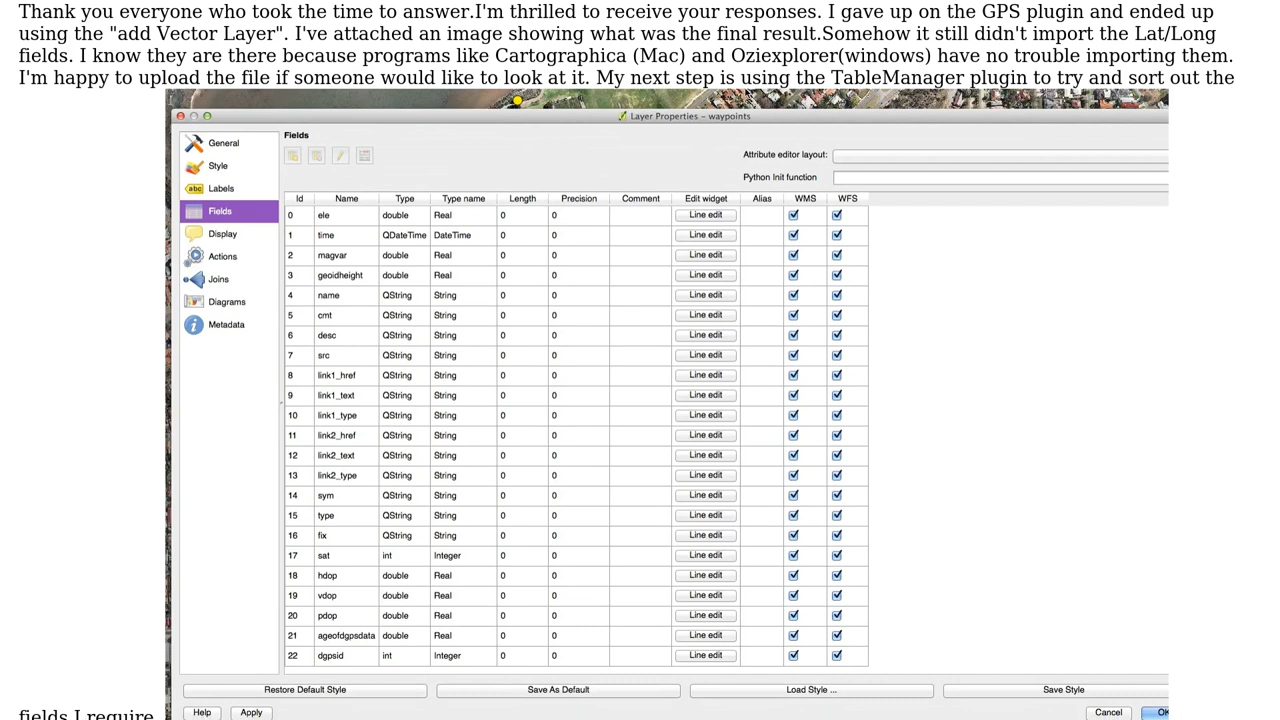 Thank you everyone who took the time to answer.I'm thrilled to receive your responses. I gave up on the GPS plugin and ended up
using the "add Vector Layer". I've attached an image showing what was the final result.Somehow it still didn't import the Lat/Long
fields. I know they are there because programs like Cartographica (Mac) and Oziexplorer(windows) have no trouble importing them.
I'm happy to upload the file if someone would like to look at it. My next step is using the TableManager plugin to try and sort out the
Layer Properties – waypoints
General
Style
Labels
Fields
Display
Actions
Joins
Diagrams
Metadata
Fields
Attribute editor layout:
Python Init function
Id Name Type Type name Length Precision Comment Edit widget Alias WMS WFS
0 ele double Real 0 0 Line edit
1 time QDateTime DateTime 0 0 Line edit
2 magvar double Real 0 0 Line edit
3 geoidheight double Real 0 0 Line edit
4 name QString String 0 0 Line edit
5 cmt QString String 0 0 Line edit
6 desc QString String 0 0 Line edit
7 src QString String 0 0 Line edit
8 link1_href QString String 0 0 Line edit
9 link1_text QString String 0 0 Line edit
10 link1_type QString String 0 0 Line edit
11 link2_href QString String 0 0 Line edit
12 link2_text QString String 0 0 Line edit
13 link2_type QString String 0 0 Line edit
14 sym QString String 0 0 Line edit
15 type QString String 0 0 Line edit
16 fix QString String 0 0 Line edit
17 sat int Integer 0 0 Line edit
18 hdop double Real 0 0 Line edit
19 vdop double Real 0 0 Line edit
20 pdop double Real 0 0 Line edit
21 ageofdgpsdata double Real 0 0 Line edit
22 dgpsid int Integer 0 0 Line edit
Restore Default Style Save As Default Load Style ... Save Style
Help Apply Cancel OK
fields I require.